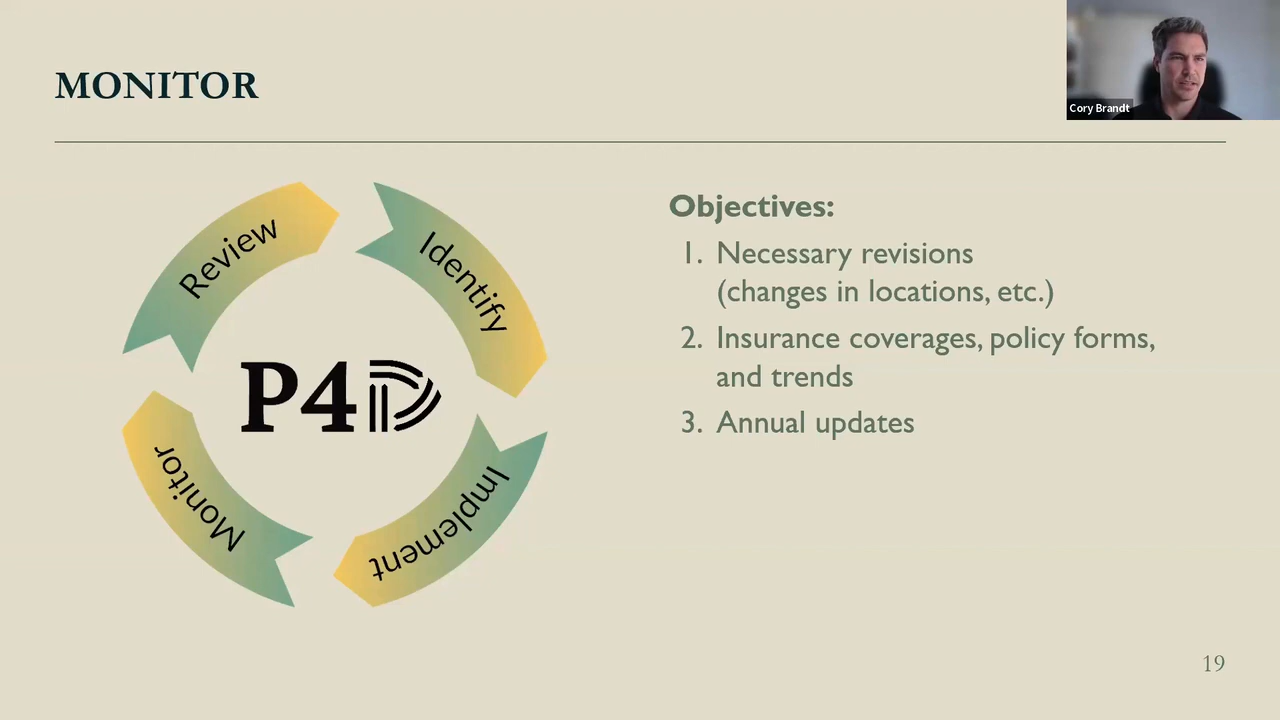 MONITOR
Cory Brandt
Review
Identify
P4D
Monitor
Implement
Objectives:
1. Necessary revisions
(changes in locations, etc.)
2. Insurance coverages, policy forms,
and trends
3. Annual updates
19